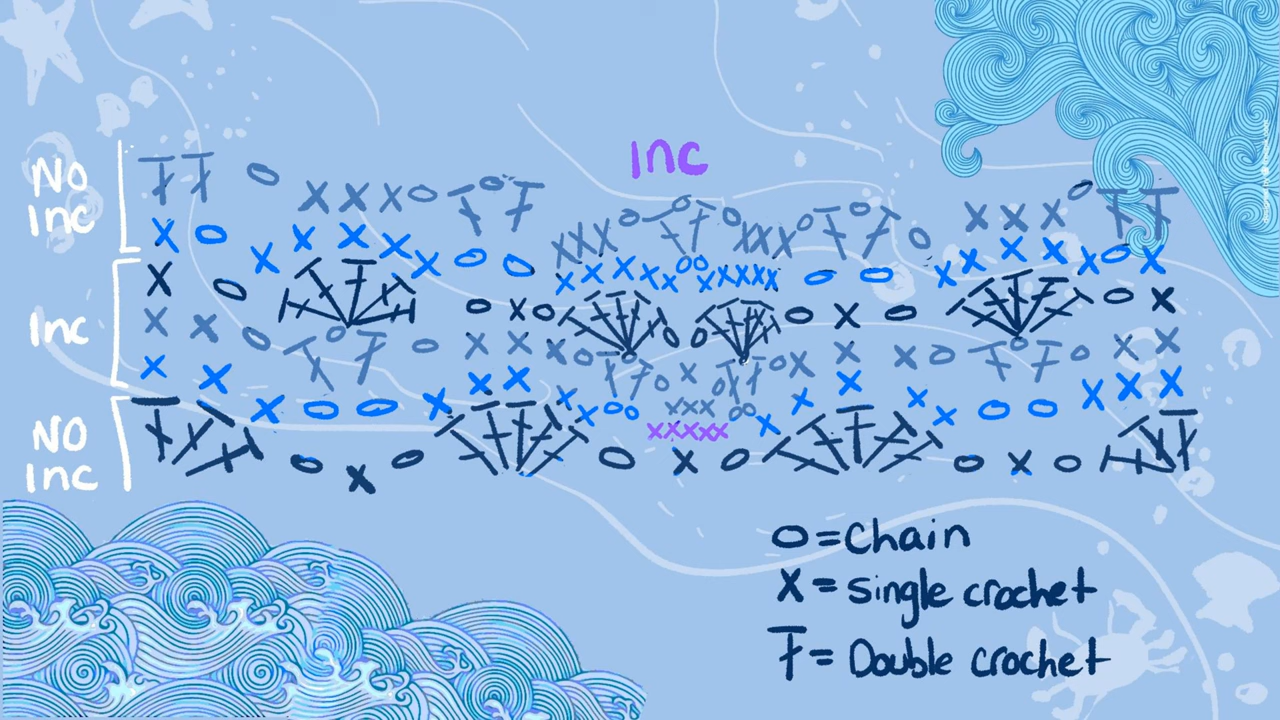 Inc
No
Inc
Inc
No
Inc
O = Chain
X = single crochet
Ŧ = Double crochet